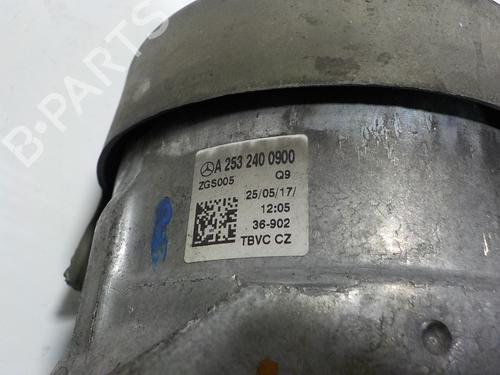 B-PARTS
A 253 240 0900
ZGS005 Q9
25/05/17/
12:05
36-902
TBVC CZ